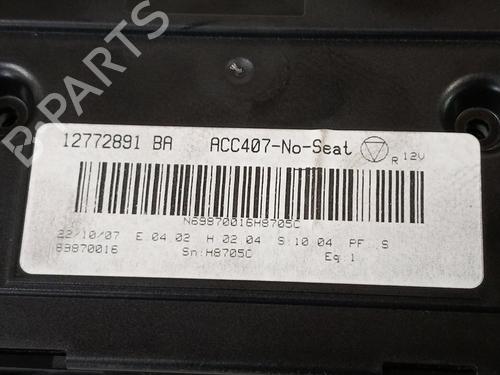 B-PARTS
12772891 BA ACC407-No-Seat R 12V
N69870016H8705C
22/10/07 E 04.02 H 02.04 S:10.04 PF .S
69870016 Sn:H8705C Eq:1